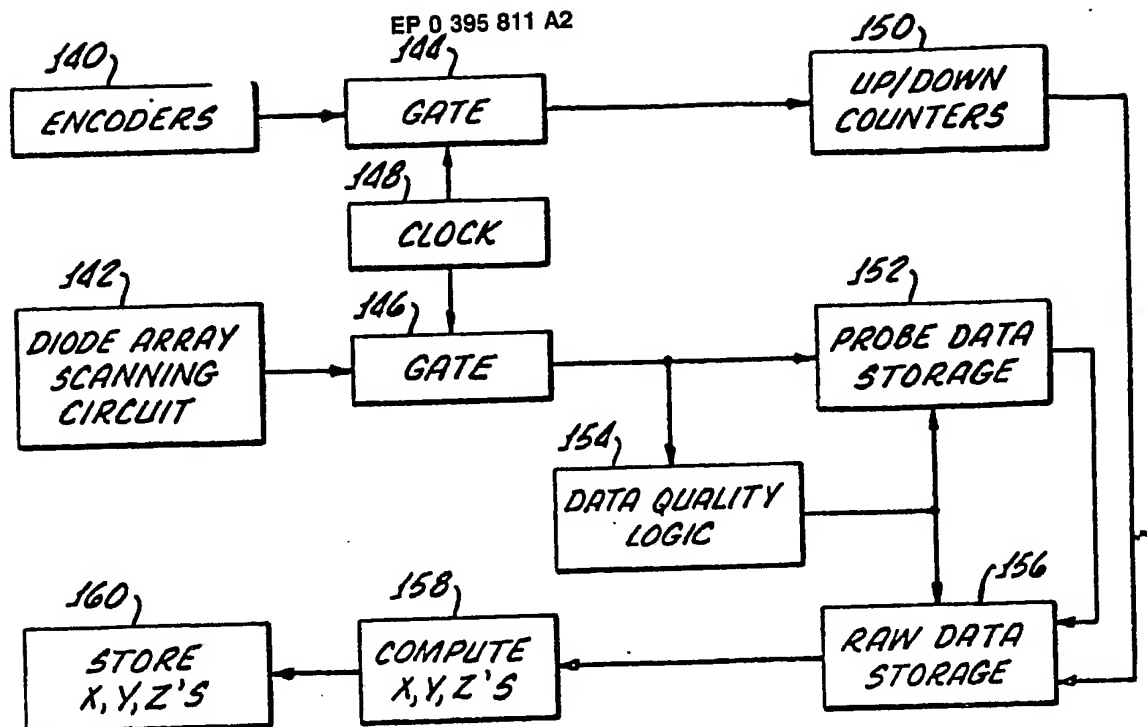 EP 0 395 811 A2
140
144
150
ENCODERS
GATE
UP/DOWN
COUNTERS
148
CLOCK
142
146
152
DIODE ARRAY
SCANNING
CIRCUIT
GATE
PROBE DATA
STORAGE
154
DATA QUALITY
LOGIC
160
158
156
STORE
X,Y,Z'S
COMPUTE
X,Y,Z'S
RAW DATA
STORAGE